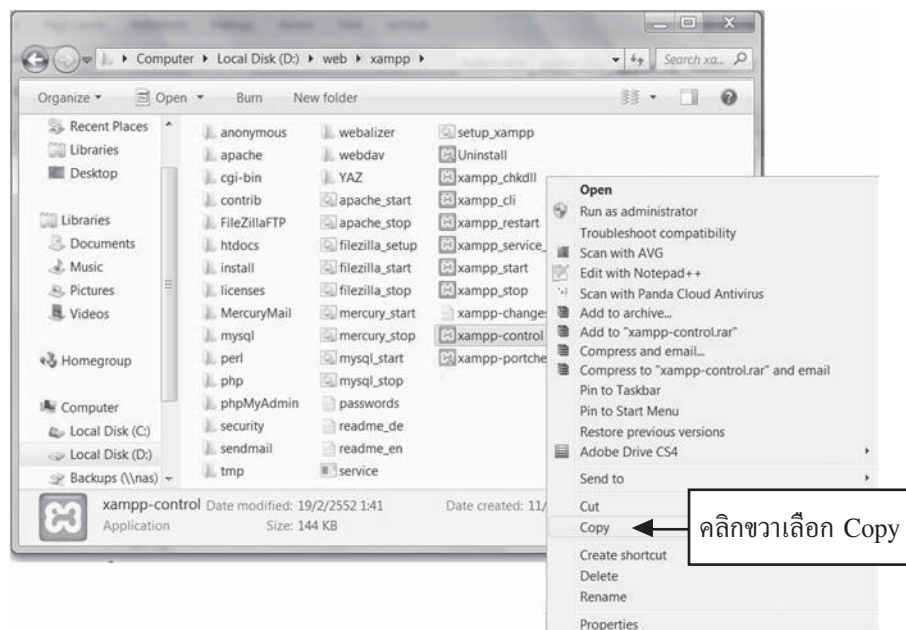 Computer ▸ Local Disk (D:) ▸ web ▸ xampp ▸
Search xa...
Organize
Open
Burn
New folder
Recent Places
Libraries
Desktop
Libraries
Documents
Music
Pictures
Videos
Homegroup
Computer
Local Disk (C:)
Local Disk (D:)
Backups (\\nas)
anonymous
apache
cgi-bin
contrib
FileZillaFTP
htdocs
install
licenses
MercuryMail
mysql
perl
php
phpMyAdmin
security
sendmail
tmp
webalizer
webdav
YAZ
apache_start
apache_stop
filezilla_setup
filezilla_start
filezilla_stop
mercury_start
mercury_stop
mysql_start
mysql_stop
passwords
readme_de
readme_en
service
setup_xampp
Uninstall
xampp_chkdll
xampp_cli
xampp_restart
xampp_service_
xampp_start
xampp_stop
xampp-changes
xampp-control
xampp-portche
Open
Run as administrator
Troubleshoot compatibility
Scan with AVG
Edit with Notepad++
Scan with Panda Cloud Antivirus
Add to archive...
Add to "xampp-control.rar"
Compress and email...
Compress to "xampp-control.rar" and email
Pin to Taskbar
Pin to Start Menu
Restore previous versions
Adobe Drive CS4
Send to
Cut
Copy
Create shortcut
Delete
Rename
Properties
คลิกขวาเลือก Copy
xampp-control Date modified: 19/2/2552 1:41 Date created: 11/
Application Size: 144 KB